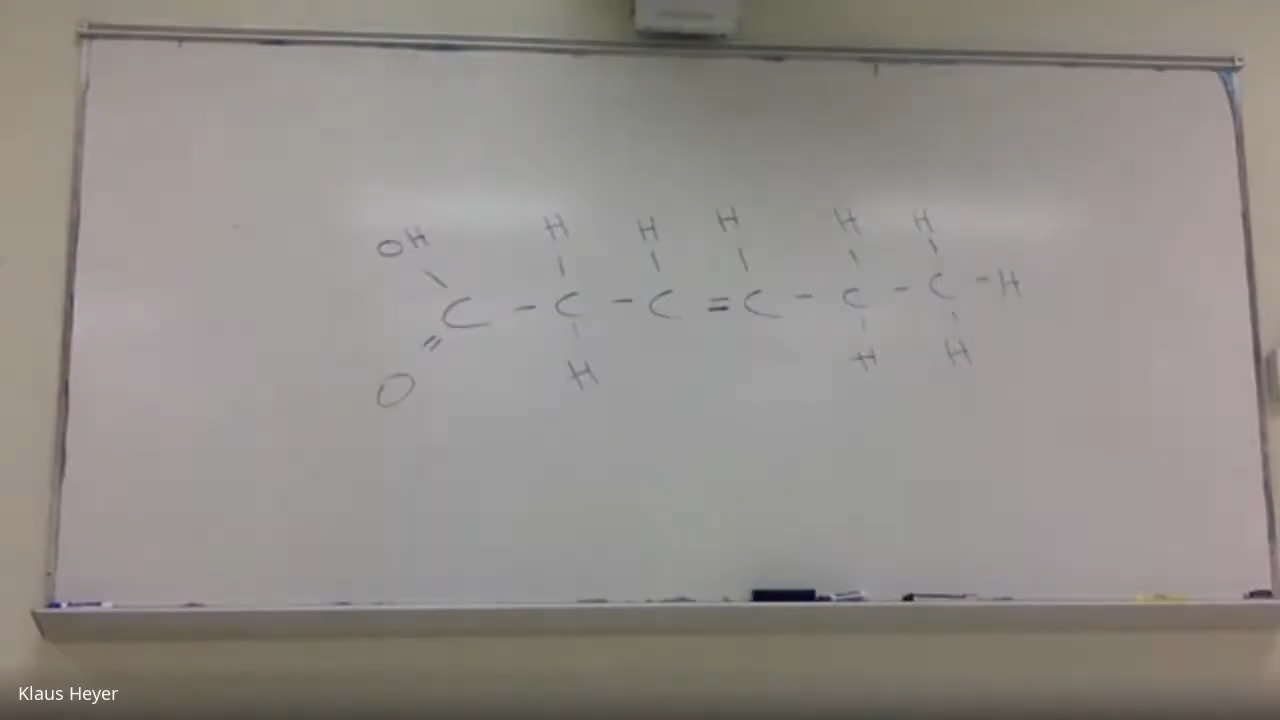 OH H H H H H
C - C - C = C - C - C - H
O H H H
Klaus Heyer